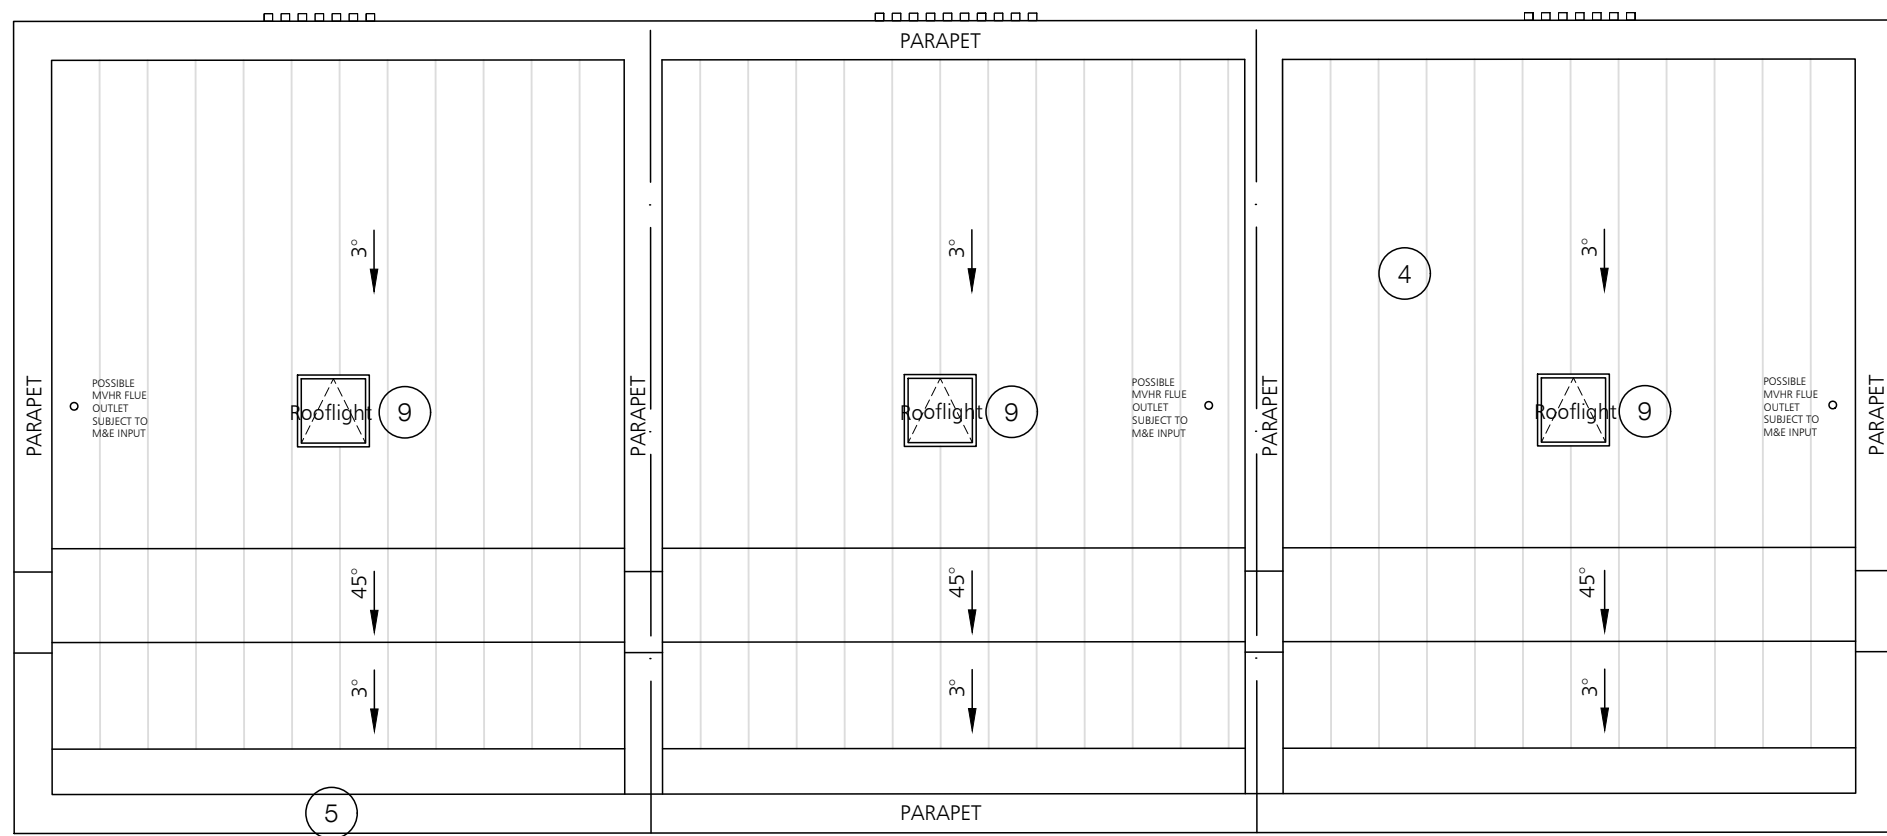 PARAPET
3°
3°
3°
4
PARAPET
POSSIBLE
MVHR FLUE
OUTLET
SUBJECT TO
M&E INPUT
Rooflight
9
PARAPET
Rooflight
9
POSSIBLE
MVHR FLUE
OUTLET
SUBJECT TO
M&E INPUT
PARAPET
Rooflight
9
POSSIBLE
MVHR FLUE
OUTLET
SUBJECT TO
M&E INPUT
PARAPET
45°
45°
45°
3°
3°
3°
5
PARAPET